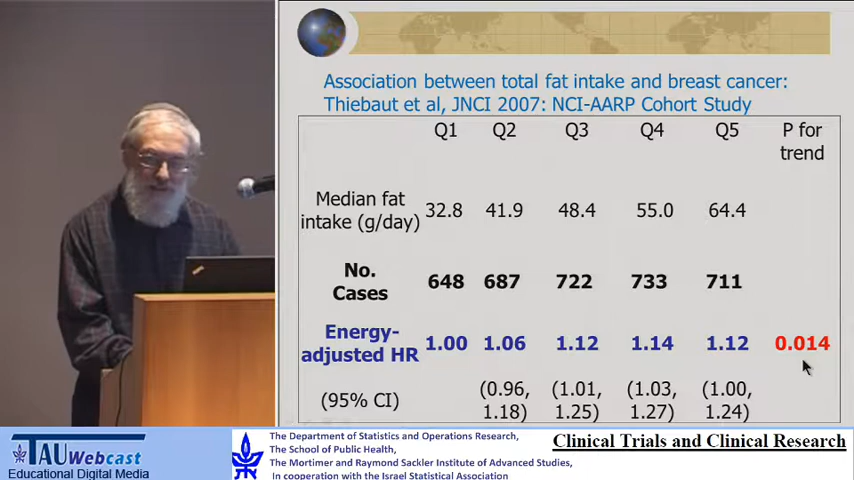 Association between total fat intake and breast cancer:
Thiebaut et al, JNCI 2007: NCI-AARP Cohort Study
Q1 Q2 Q3 Q4 Q5 P for
trend
Median fat
intake (g/day) 32.8 41.9 48.4 55.0 64.4
No.
Cases 648 687 722 733 711
Energy-
adjusted HR 1.00 1.06 1.12 1.14 1.12 0.014
(95% CI) (0.96, (1.01, (1.03, (1.00,
1.18) 1.25) 1.27) 1.24)
TAU Webcast
Educational Digital Media
The Department of Statistics and Operations Research,
The School of Public Health,
The Mortimer and Raymond Sackler Institute of Advanced Studies,
In cooperation with the Israel Statistical Association
Clinical Trials and Clinical Research